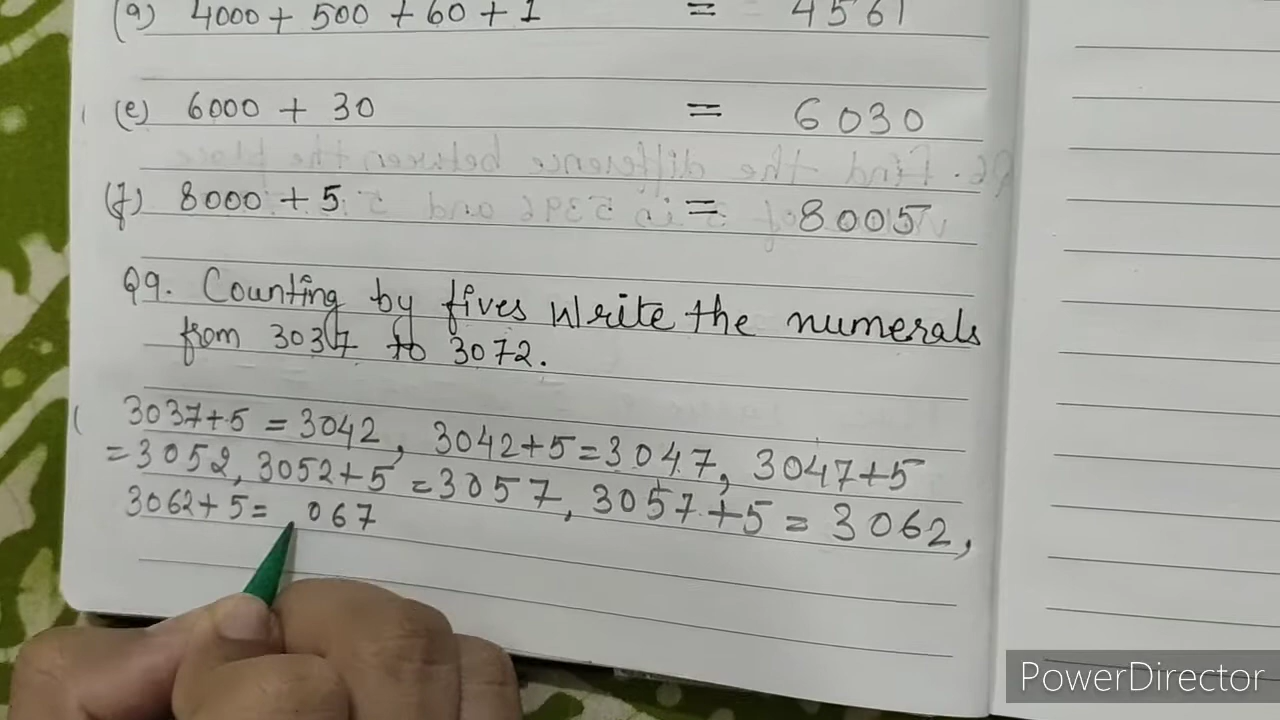 (a) 4000 + 500 + 60 + 1 = 4561
(e) 6000 + 30 = 6030
(f) 8000 + 5 = 8005
Q9. Counting by fives write the numerals
from 3037 to 3072.
3037+5 = 3042, 3042+5=3047, 3047+5
=3052, 3052+5 =3057, 3057+5 = 3062,
3062+5= 067
PowerDirector